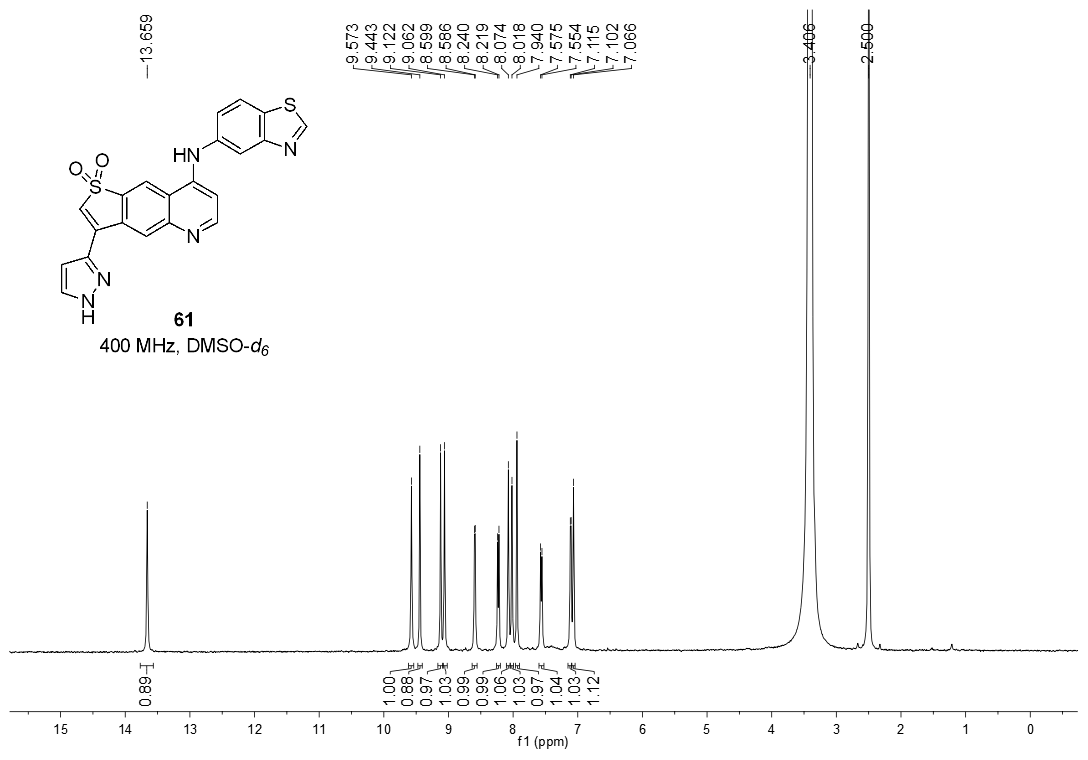 13.659
9.573
9.443
9.122
9.062
8.599
8.586
8.240
8.219
8.074
8.018
7.940
7.575
7.554
7.115
7.102
7.066
3.406
2.500
S
N
HN
O O
S
N
N
N
H
61
400 MHz, DMSO-d6
0.89
1.00
0.88
0.97
1.03
0.99
0.99
1.06
1.03
0.97
1.04
1.03
1.12
15 14 13 12 11 10 9 8 7 6 5 4 3 2 1 0
f1 (ppm)